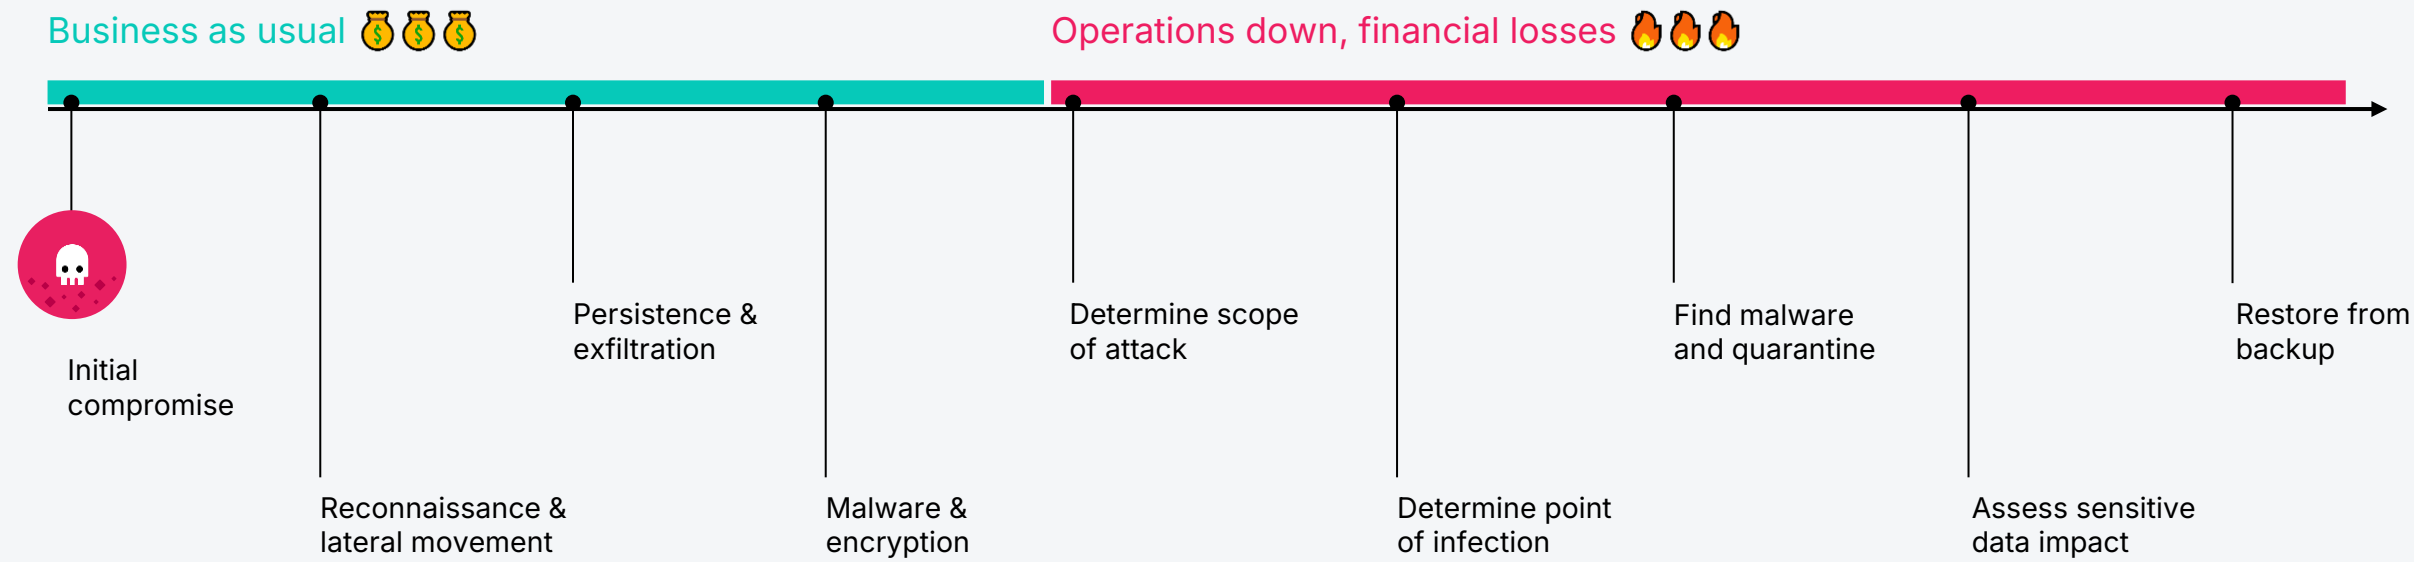 Business as usual
Operations down, financial losses
Initial
compromise
Reconnaissance &
lateral movement
Persistence &
exfiltration
Malware &
encryption
Determine scope
of attack
Determine point
of infection
Find malware
and quarantine
Assess sensitive
data impact
Restore from
backup